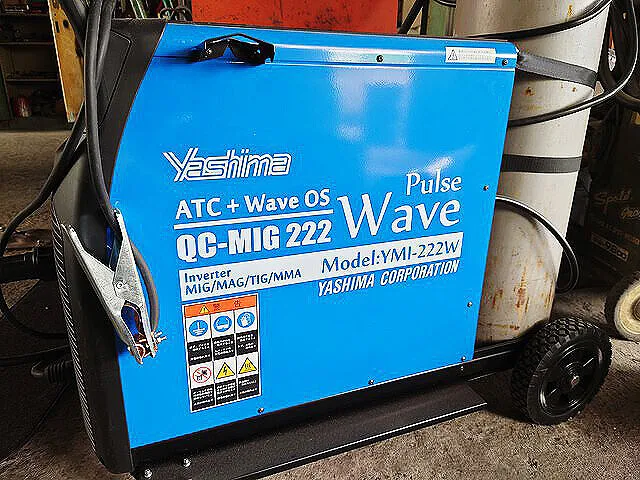 Yashima
ATC + Wave OS
QC-MIG 222
Pulse
Wave
Inverter
MIG/MAG/TIG/MMA
Model:YMI-222W
YASHIMA CORPORATION